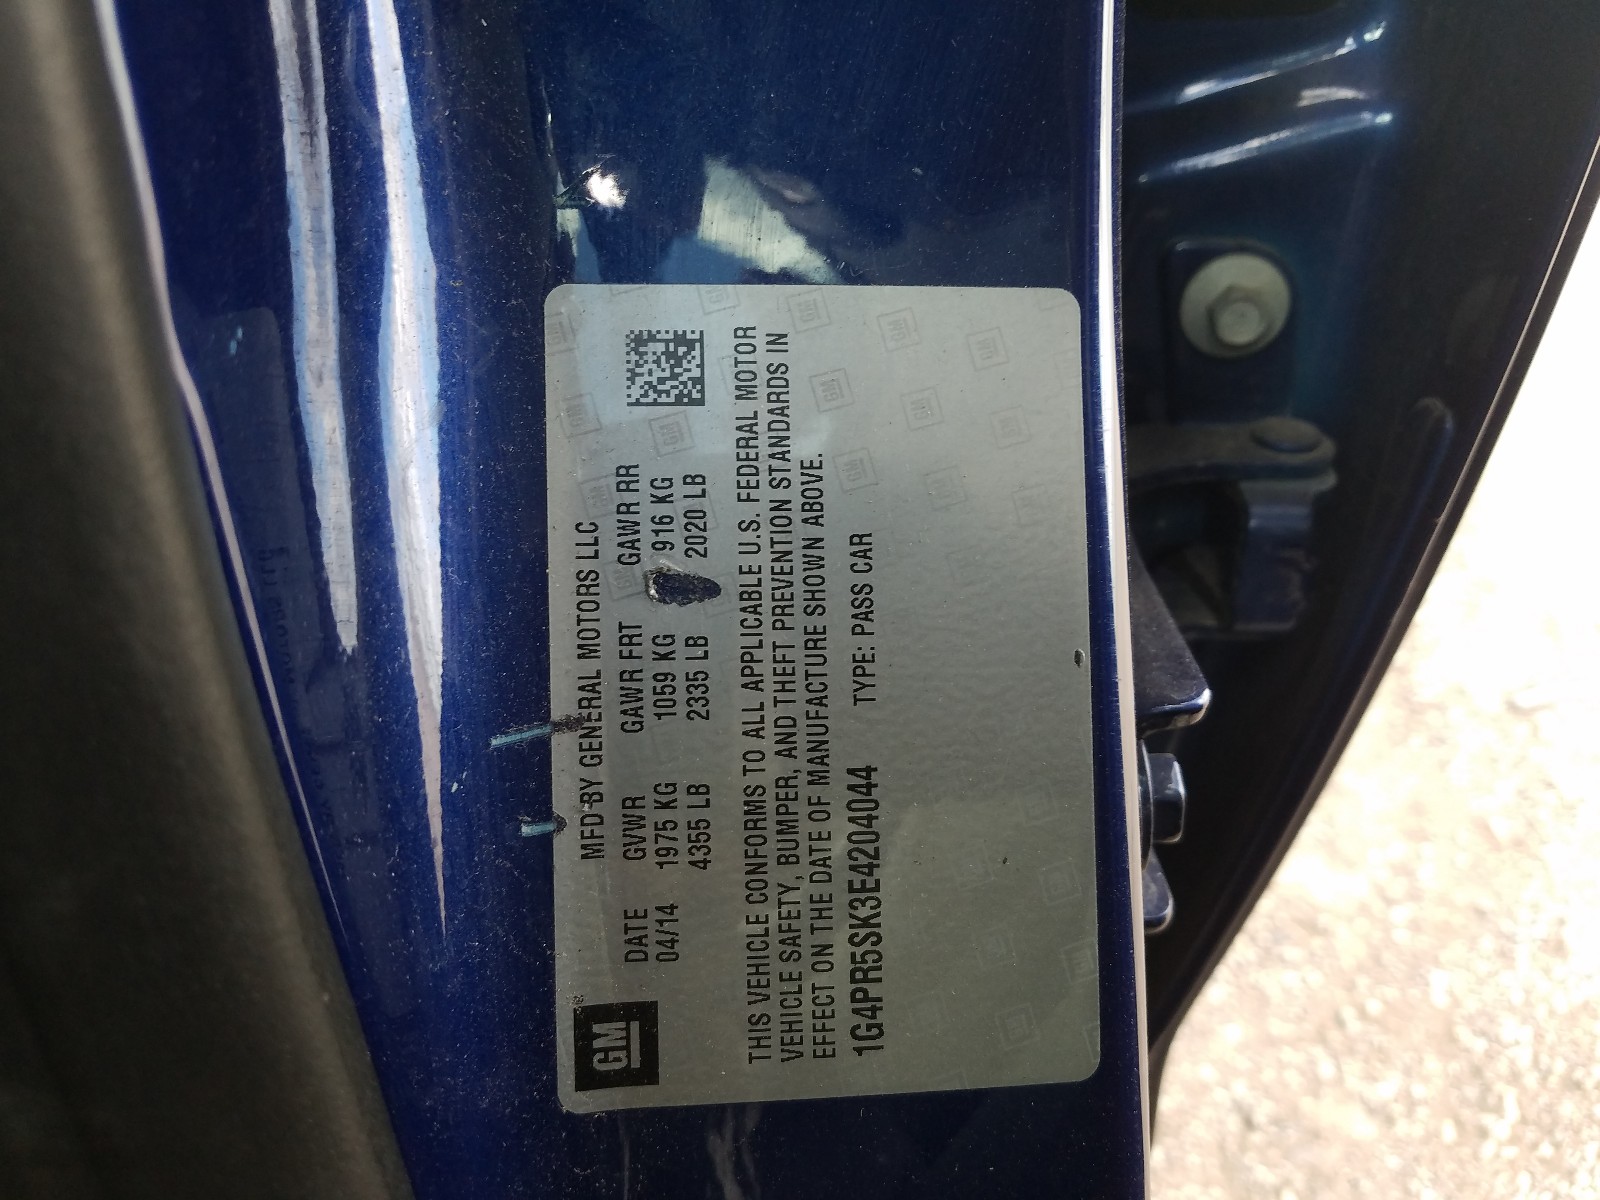 GM
MFD BY GENERAL MOTORS LLC
DATE GVWR GAWR FRT GAWR RR
04/14 1975 KG 1059 KG 916 KG
4355 LB 2335 LB 2020 LB
THIS VEHICLE CONFORMS TO ALL APPLICABLE U.S. FEDERAL MOTOR
VEHICLE SAFETY, BUMPER, AND THEFT PREVENTION STANDARDS IN
EFFECT ON THE DATE OF MANUFACTURE SHOWN ABOVE.
1G4PR5SK3E4204044 TYPE: PASS CAR